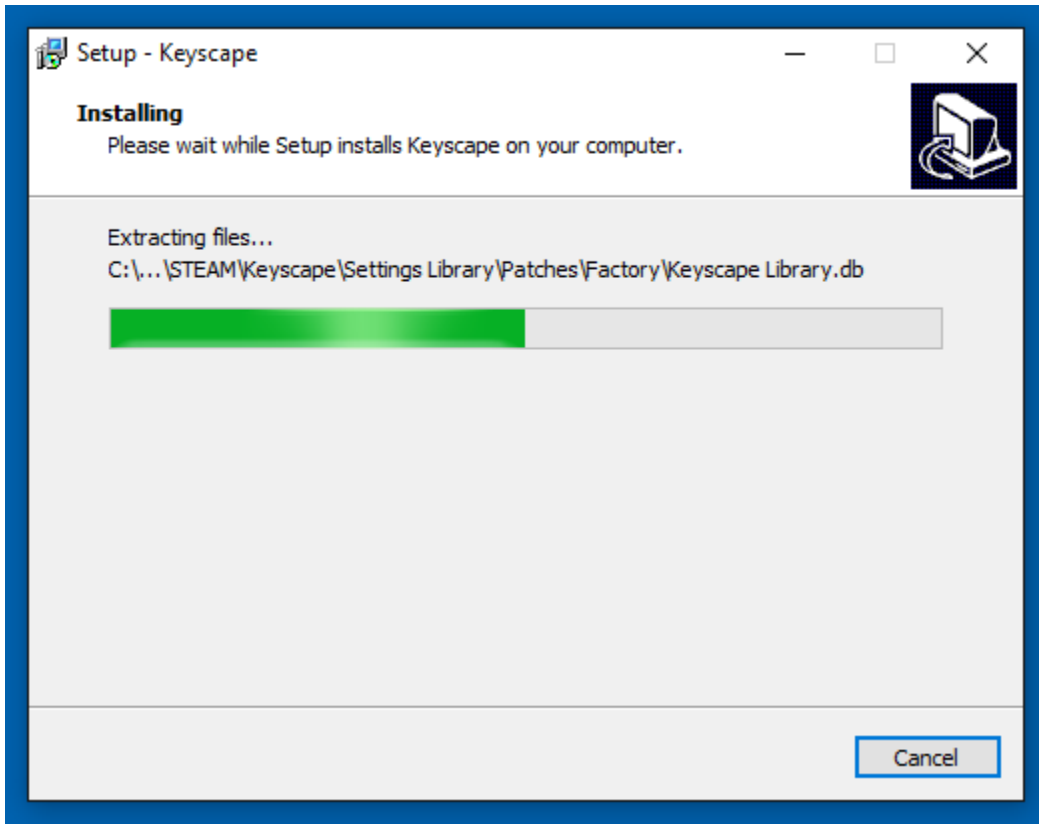 Setup - Keyscape
Installing
Please wait while Setup installs Keyscape on your computer.
Extracting files...
C:\...\STEAM\Keyscape\Settings Library\Patches\Factory\Keyscape Library.db
Cancel